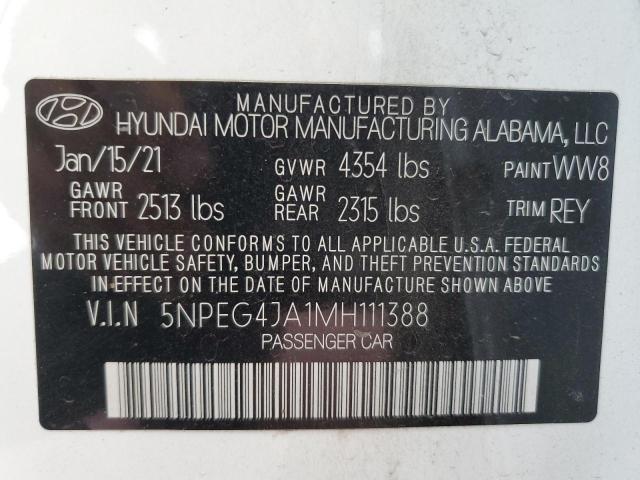 MANUFACTURED BY
HYUNDAI MOTOR MANUFACTURING ALABAMA, LLC
Jan/15/21 GVWR 4354 lbs PAINT WW8
GAWR FRONT 2513 lbs GAWR REAR 2315 lbs TRIM REY
THIS VEHICLE CONFORMS TO ALL APPLICABLE U.S.A. FEDERAL
MOTOR VEHICLE SAFETY, BUMPER, AND THEFT PREVENTION STANDARDS
IN EFFECT ON THE DATE OF MANUFACTURE SHOWN ABOVE
V.I.N 5NPEG4JA1MH111388
PASSENGER CAR